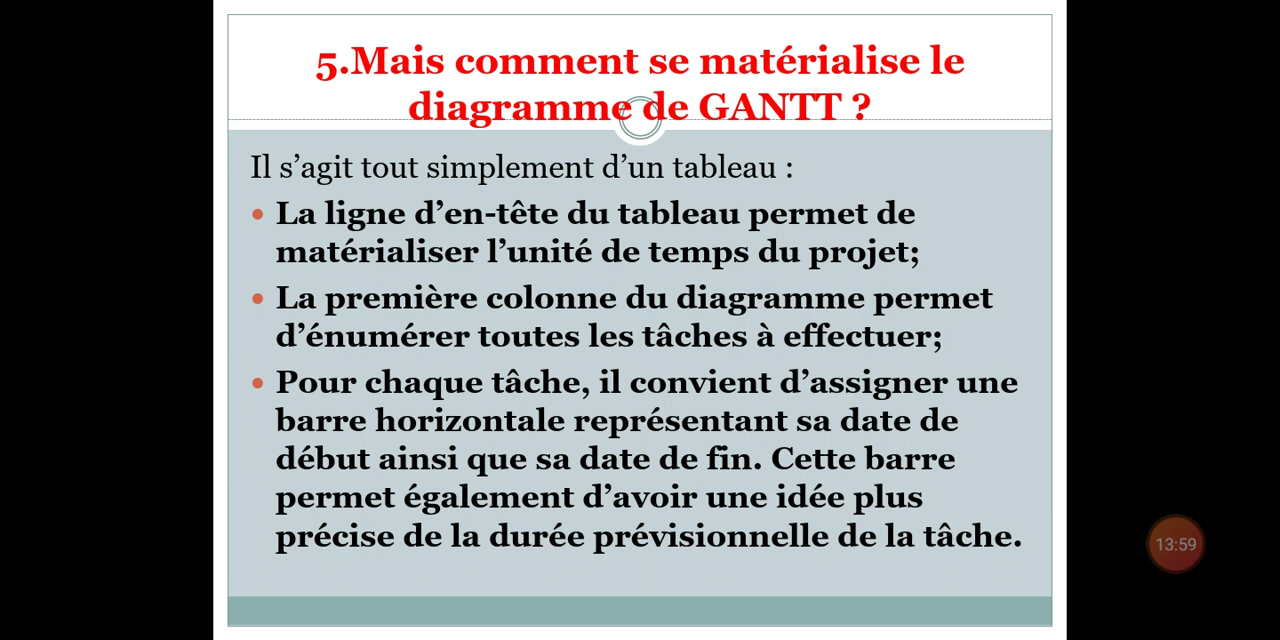 5.Mais comment se matérialise le
diagramme de GANTT ?
Il s’agit tout simplement d’un tableau :
• La ligne d’en-tête du tableau permet de
matérialiser l’unité de temps du projet;
• La première colonne du diagramme permet
d’énumérer toutes les tâches à effectuer;
• Pour chaque tâche, il convient d’assigner une
barre horizontale représentant sa date de
début ainsi que sa date de fin. Cette barre
permet également d’avoir une idée plus
précise de la durée prévisionnelle de la tâche.
13:59